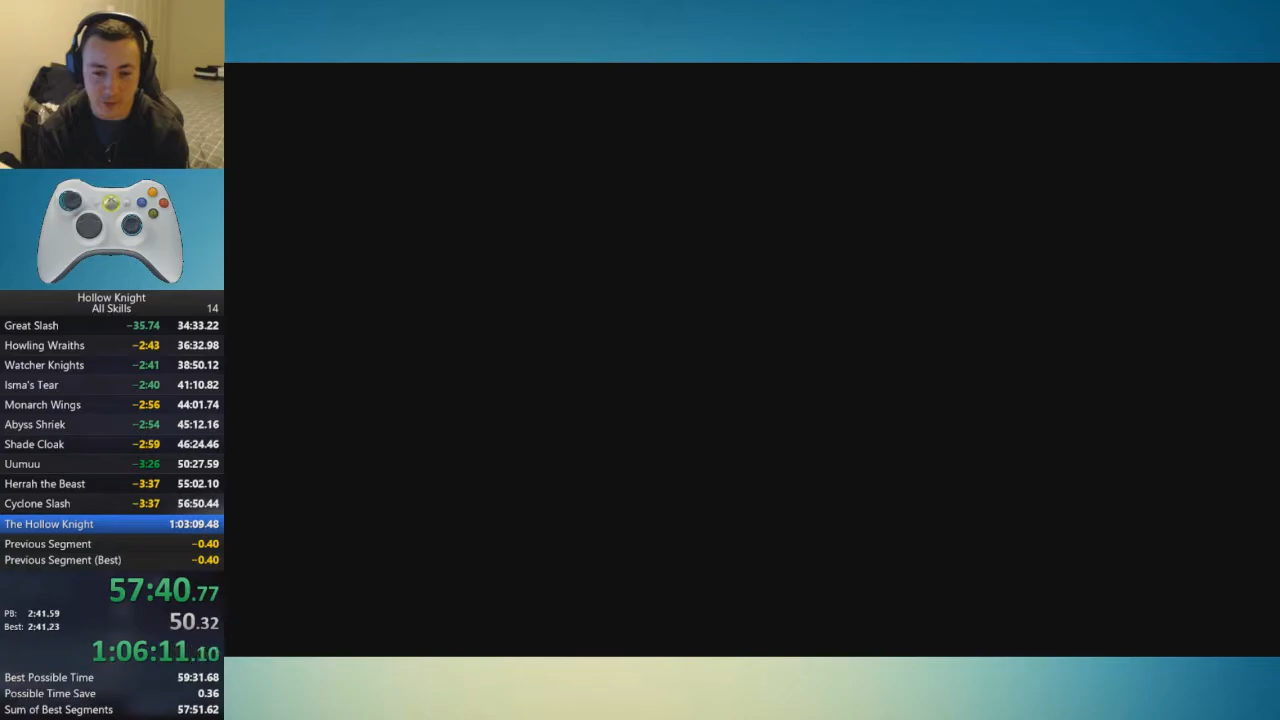 Hollow Knight
All Skills 14
Great Slash -35.74 34:33.22
Howling Wraiths -2:43 36:32.98
Watcher Knights -2:41 38:50.12
Isma's Tear -2:40 41:10.82
Monarch Wings -2:56 44:01.74
Abyss Shriek -2:54 45:12.16
Shade Cloak -2:59 46:24.46
Uumuu -3:26 50:27.59
Herrah the Beast -3:37 55:02.10
Cyclone Slash -3:37 56:50.44
The Hollow Knight 1:03:09.48
Previous Segment -0.40
Previous Segment (Best) -0.40
57:40.77
PB: 2:41.59
Best: 2:41.23
50.32
1:06:11.10
Best Possible Time 59:31.68
Possible Time Save 0.36
Sum of Best Segments 57:51.62